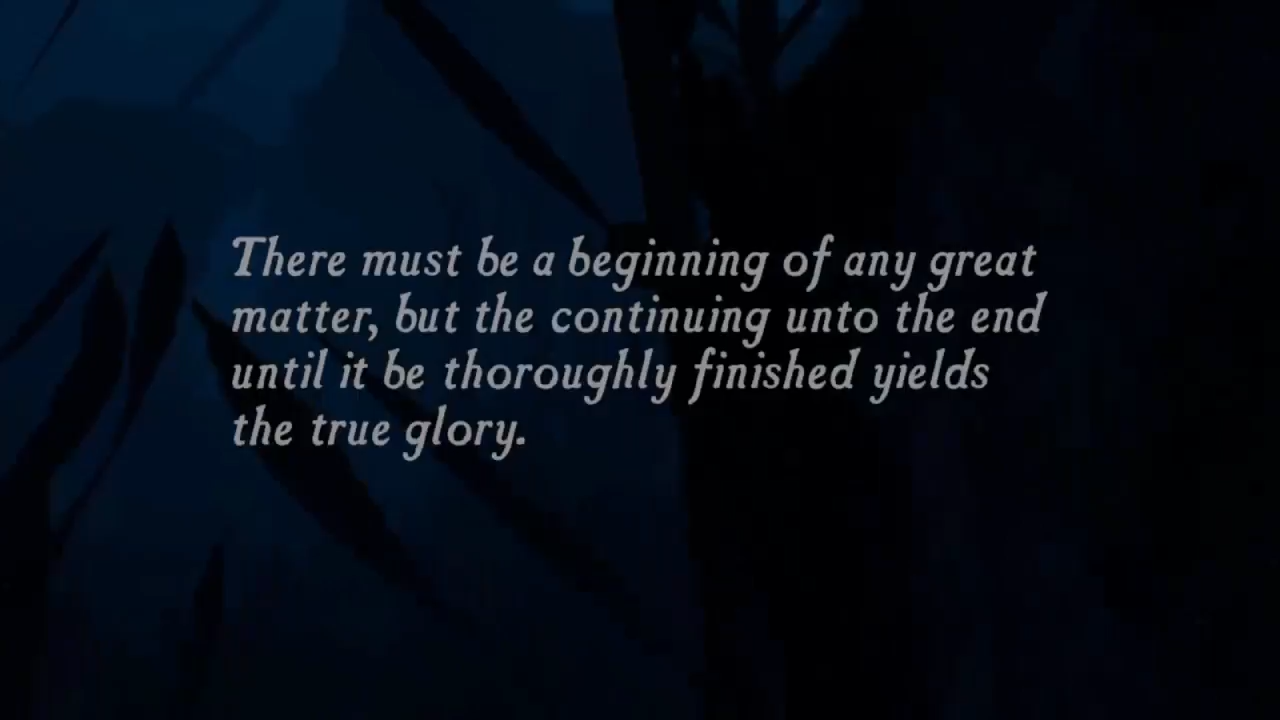 There must be a beginning of any great
matter, but the continuing unto the end
until it be thoroughly finished yields
the true glory.